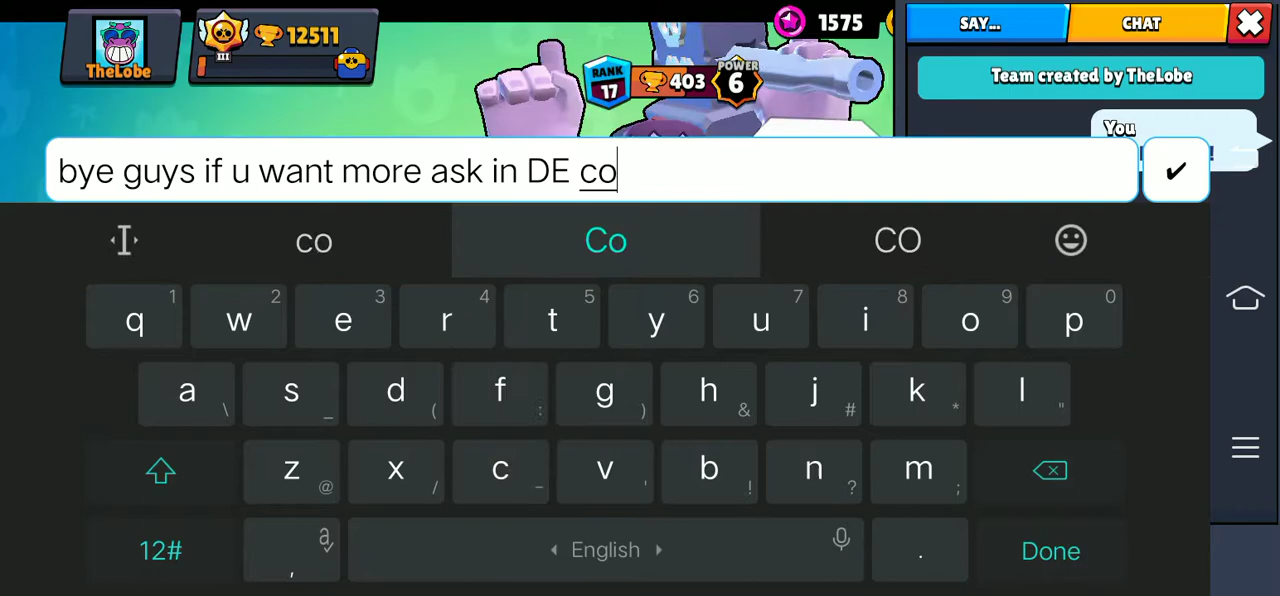 TheLobe
III
12511
RANK
17
403
POWER
6
1575
SAY...
CHAT
Team created by TheLobe
You
!
bye guys if u want more ask in DE co
✔
co
Co
CO
q 1 w 2 e 3 r 4 t 5 y 6 u 7 i 8 o 9 p 0
a \ s _ d ( f : g ) h & j # k * l "
z @ x / c - v ' b ! n ? m ;
12#
, a
English
.
Done